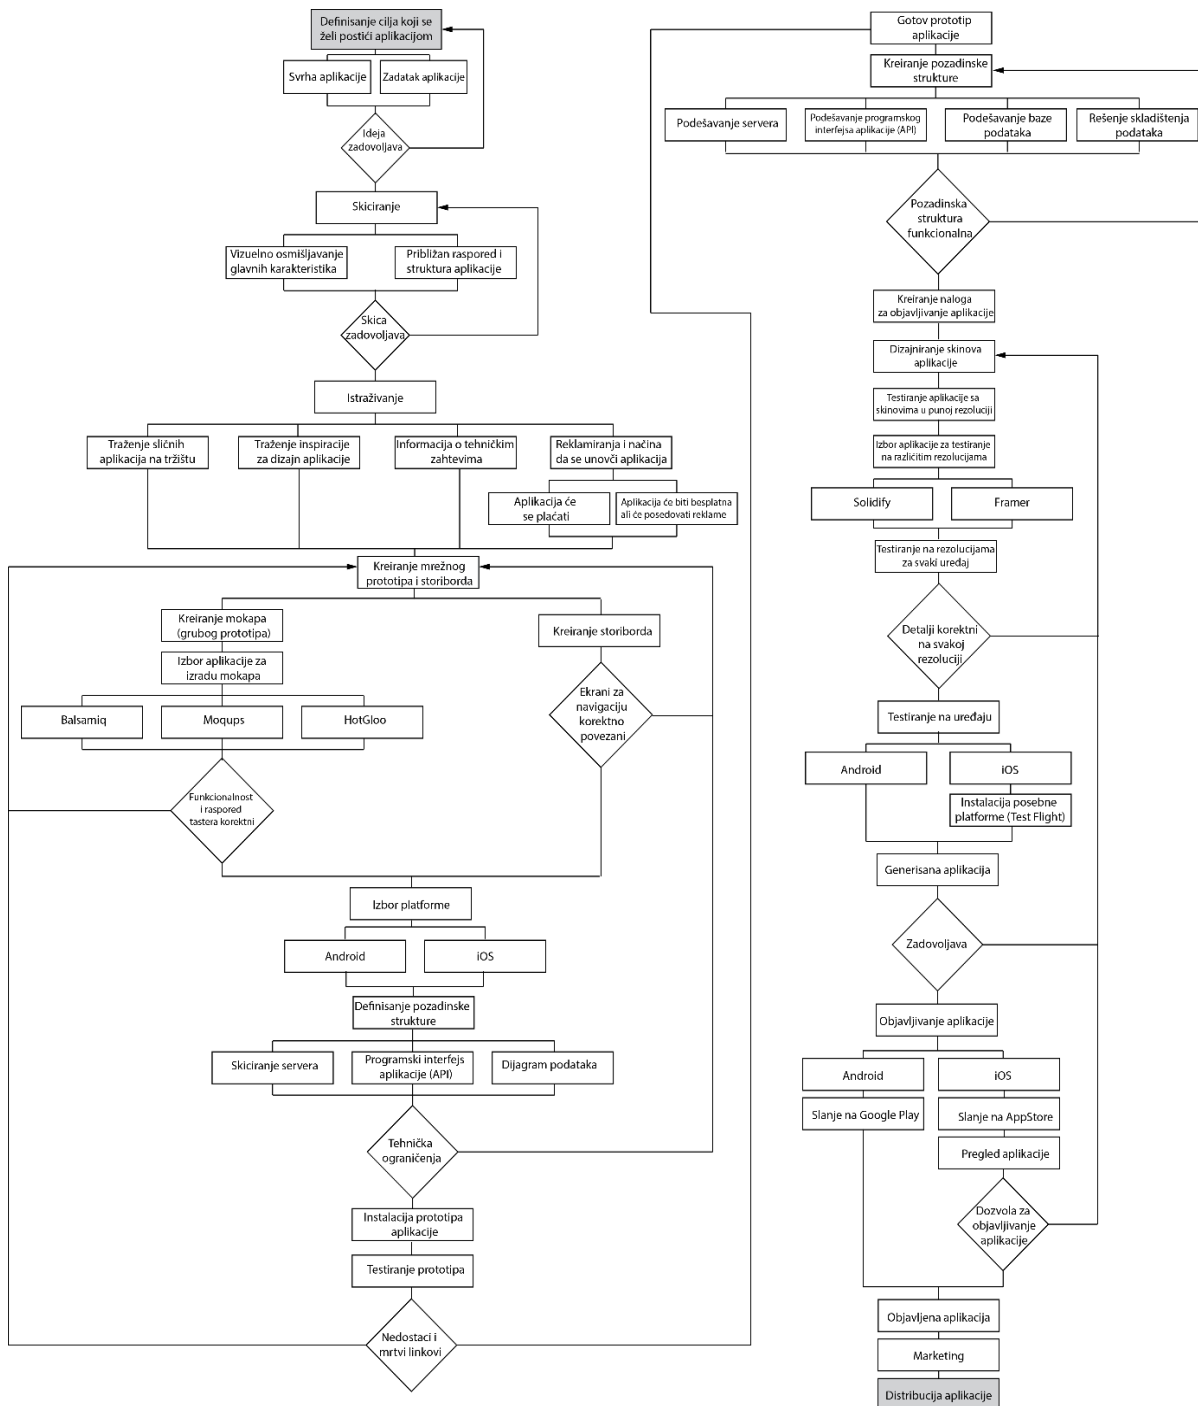 Definisanje cilja koji se
želi postići aplikacijom
Svrha aplikacije
Zadatak aplikacije
Ideja
zadovoljava
Skiciranje
Vizuelno osmišljavanje
glavnih karakteristika
Približan raspored i
struktura aplikacije
Skica
zadovoljava
Istraživanje
Traženje sličnih
aplikacija na tržištu
Traženje inspiracije
za dizajn aplikacije
Informacija o tehničkim
zahtevima
Reklamiranja i načina
da se unovči aplikacija
Aplikacija će
se plaćati
Aplikacija će biti besplatna
ali će posedovati reklame
Kreiranje mrežnog
prototipa i storiborda
Kreiranje mokapa
(grubog prototipa)
Kreiranje storiborda
Izbor aplikacije za
izradu mokapa
Balsamiq
Moqups
HotGloo
Ekrani za
navigaciju
korektno
povezani
Funkcionalnost
i raspored
tastera korektni
Izbor platforme
Android
iOS
Definisanje pozadinske
strukture
Skiciranje servera
Programski interfejs
aplikacije (API)
Dijagram podataka
Tehnička
ograničenja
Instalacija prototipa
aplikacije
Testiranje prototipa
Nedostaci i
mrtvi linkovi
Gotov prototip
aplikacije
Kreiranje pozadinske
strukture
Podešavanje servera
Podešavanje programskog
interfejsa aplikacije (API)
Podešavanje baze
podataka
Rešenje skladištenja
podataka
Pozadinska
struktura
funkcionalna
Kreiranje naloga
za objavljivanje aplikacije
Dizajniranje skinova
aplikacije
Testiranje aplikacije sa
skinovima u punoj rezoluciji
Izbor aplikacije za testiranje
na različitim rezolucijama
Solidify
Framer
Testiranje na rezolucijama
za svaki uređaj
Detalji korektni
na svakoj
rezoluciji
Testiranje na uređaju
Android
iOS
Instalacija posebne
platforme (Test Flight)
Generisana aplikacija
Zadovoljava
Objavljivanje aplikacije
Android
iOS
Slanje na Google Play
Slanje na AppStore
Pregled aplikacije
Dozvola za
objavljivanje
aplikacije
Objavljena aplikacija
Marketing
Distribucija aplikacije